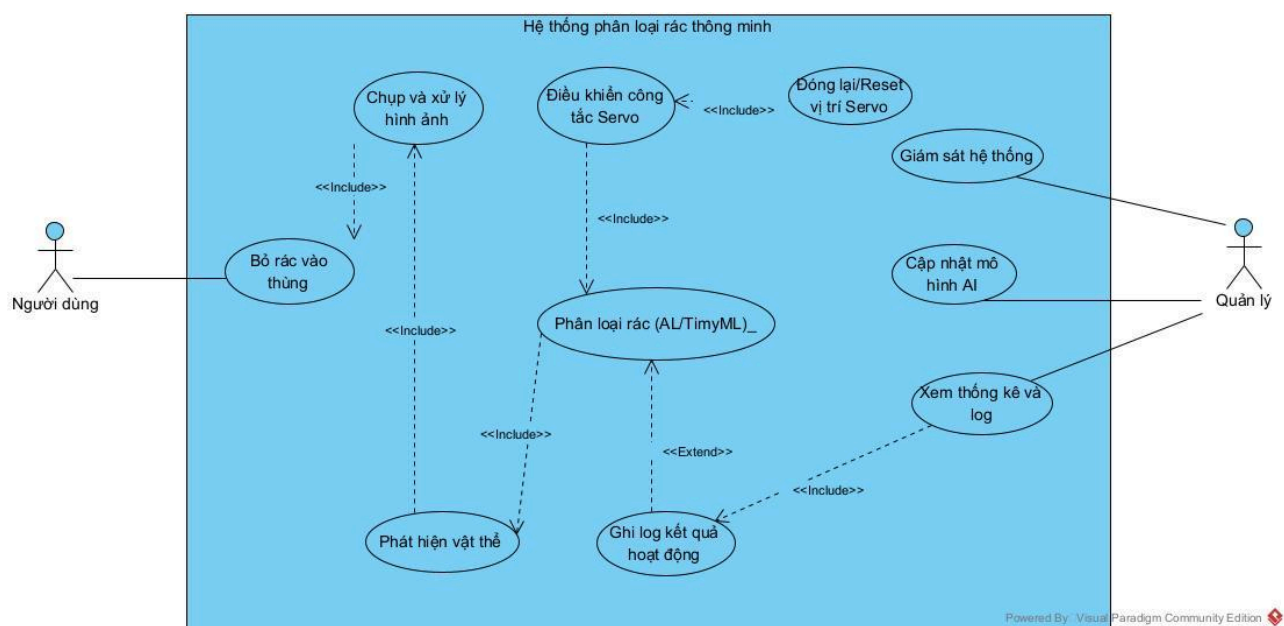 Hệ thống phân loại rác thông minh
Chụp và xử lý
hình ảnh
Điều khiển công
tắc Servo
<<Include>>
Đóng lại/Reset
vị trí Servo
Giám sát hệ thống
<<Include>>
<<Include>>
Người dùng
Bỏ rác vào
thùng
Cập nhật mô
hình AI
Quản lý
<<Include>>
Phân loại rác (AL/TimyML)_
Xem thống kê và
log
<<Include>>
<<Extend>>
<<Include>>
Phát hiện vật thể
Ghi log kết quả
hoạt động
Powered By: Visual Paradigm Community Edition